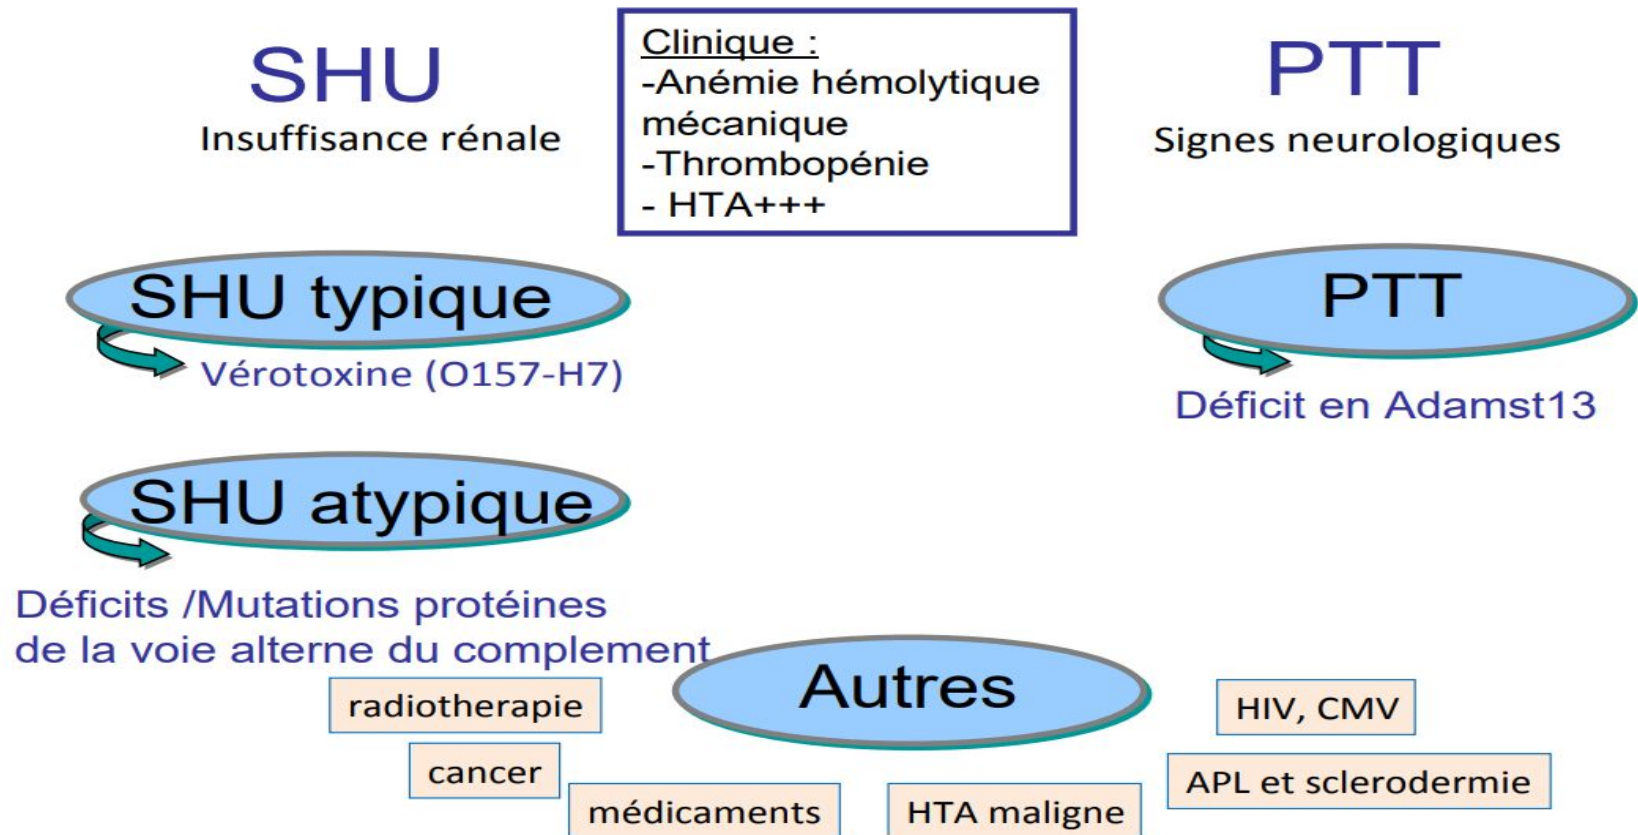 SHU
Insuffisance rénale
Clinique :
-Anémie hémolytique
mécanique
-Thrombopénie
- HTA+++
PTT
Signes neurologiques
SHU typique
Vérotoxine (O157-H7)
PTT
Déficit en Adamst13
SHU atypique
Déficits /Mutations protéines
de la voie alterne du complement
Autres
radiotherapie
cancer
médicaments
HTA maligne
HIV, CMV
APL et sclerodermie